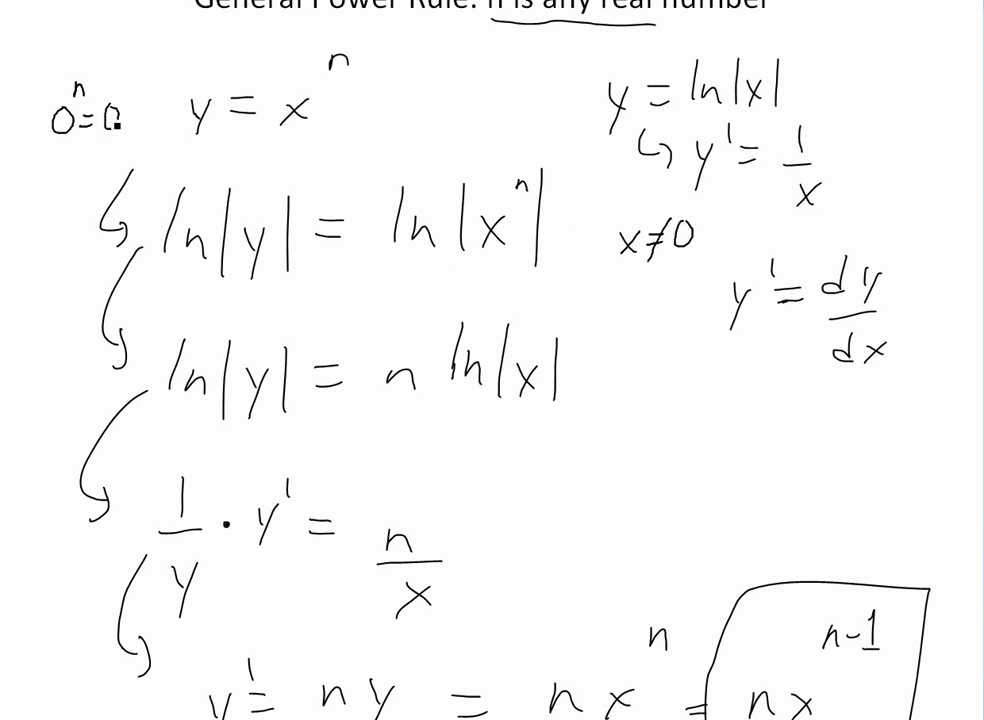 General Power Rule: n is any real number
0ⁿ = 0.
y = xⁿ
y = ln|x|
y' = 1/x
ln|y| = ln|xⁿ|
x ≠ 0
y' = dy/dx
ln|y| = n ln|x|
1/y · y' = n/x
y' = ny = nxⁿ = nxⁿ⁻¹